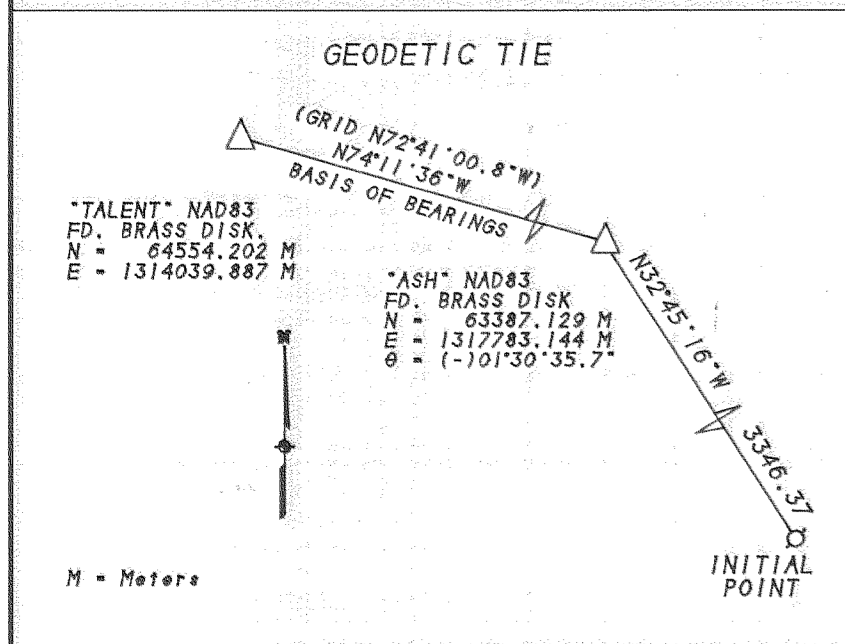 GEODETIC TIE
(GRID N72°41'00.8"W)
N74°11'36"W
BASIS OF BEARINGS
"TALENT" NAD83
FD. BRASS DISK.
N = 64554.202 M
E = 1314039.887 M
"ASH" NAD83
FD. BRASS DISK
N = 63387.129 M
E = 1317783.144 M
θ = (-)01°30'35.7"
N32°45'16"W
3346.37
N
INITIAL
POINT
M = Meters